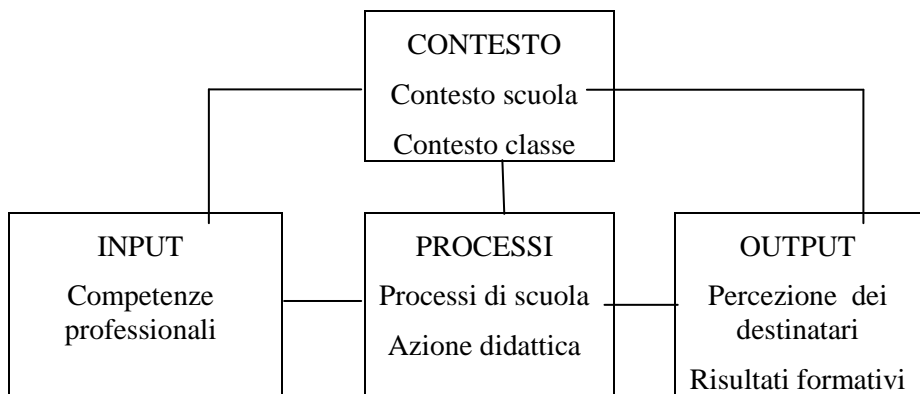 CONTESTO
Contesto scuola
Contesto classe
INPUT
Competenze
professionali
PROCESSI
Processi di scuola
Azione didattica
OUTPUT
Percezione dei
destinatari
Risultati formativi